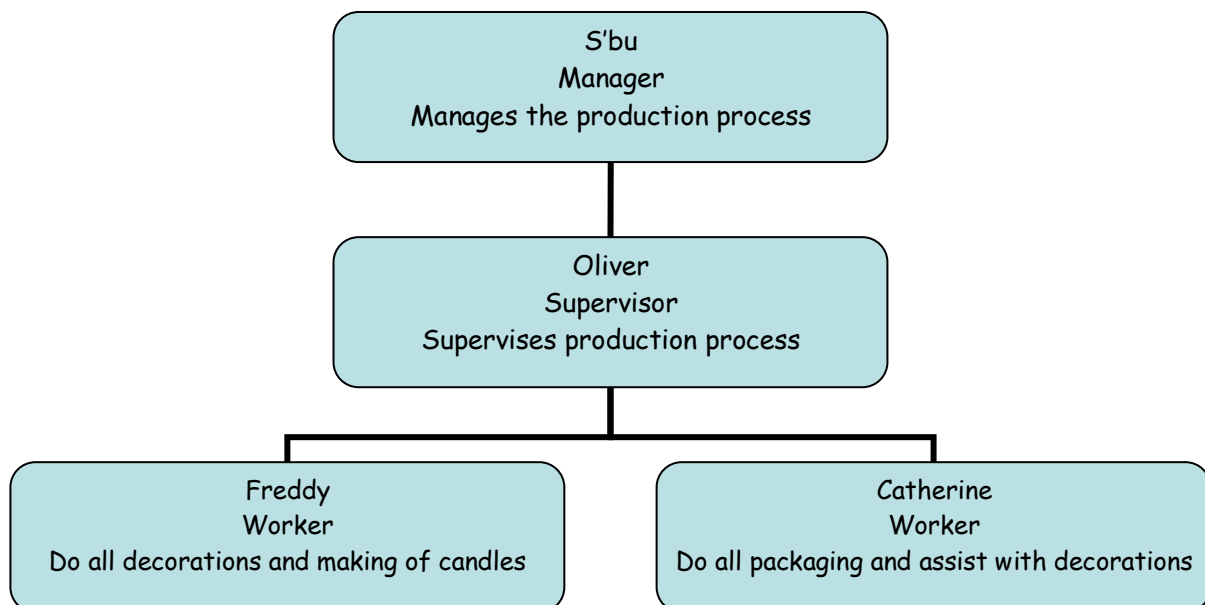 S'bu
Manager
Manages the production process
Oliver
Supervisor
Supervises production process
Freddy
Worker
Do all decorations and making of candles
Catherine
Worker
Do all packaging and assist with decorations